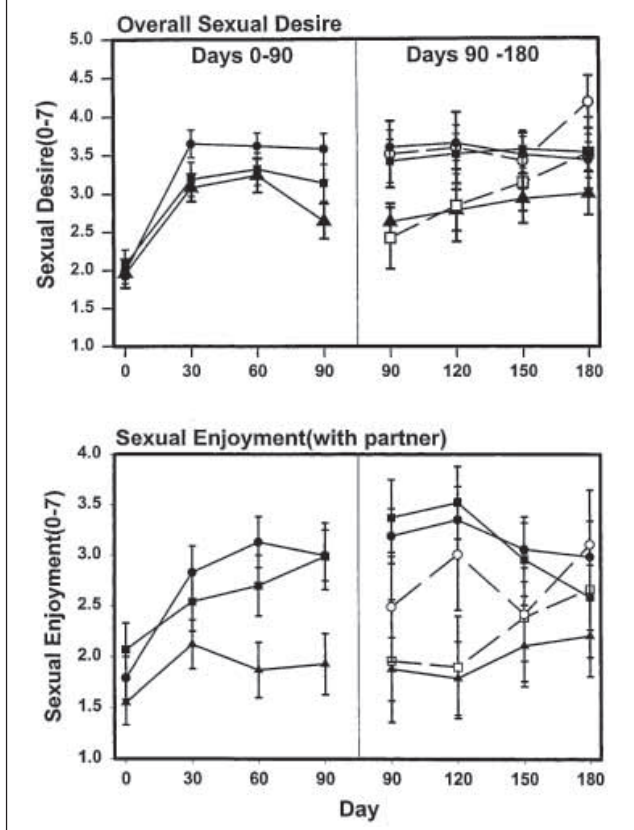 Overall Sexual Desire
Days 0-90 Days 90 -180
Sexual Desire(0-7)
5.0
4.5
4.0
3.5
3.0
2.5
2.0
1.5
1.0
0 30 60 90 90 120 150 180
Sexual Enjoyment(with partner)
Sexual Enjoyment(0-7)
4.0
3.5
3.0
2.5
2.0
1.5
1.0
0 30 60 90 90 120 150 180
Day